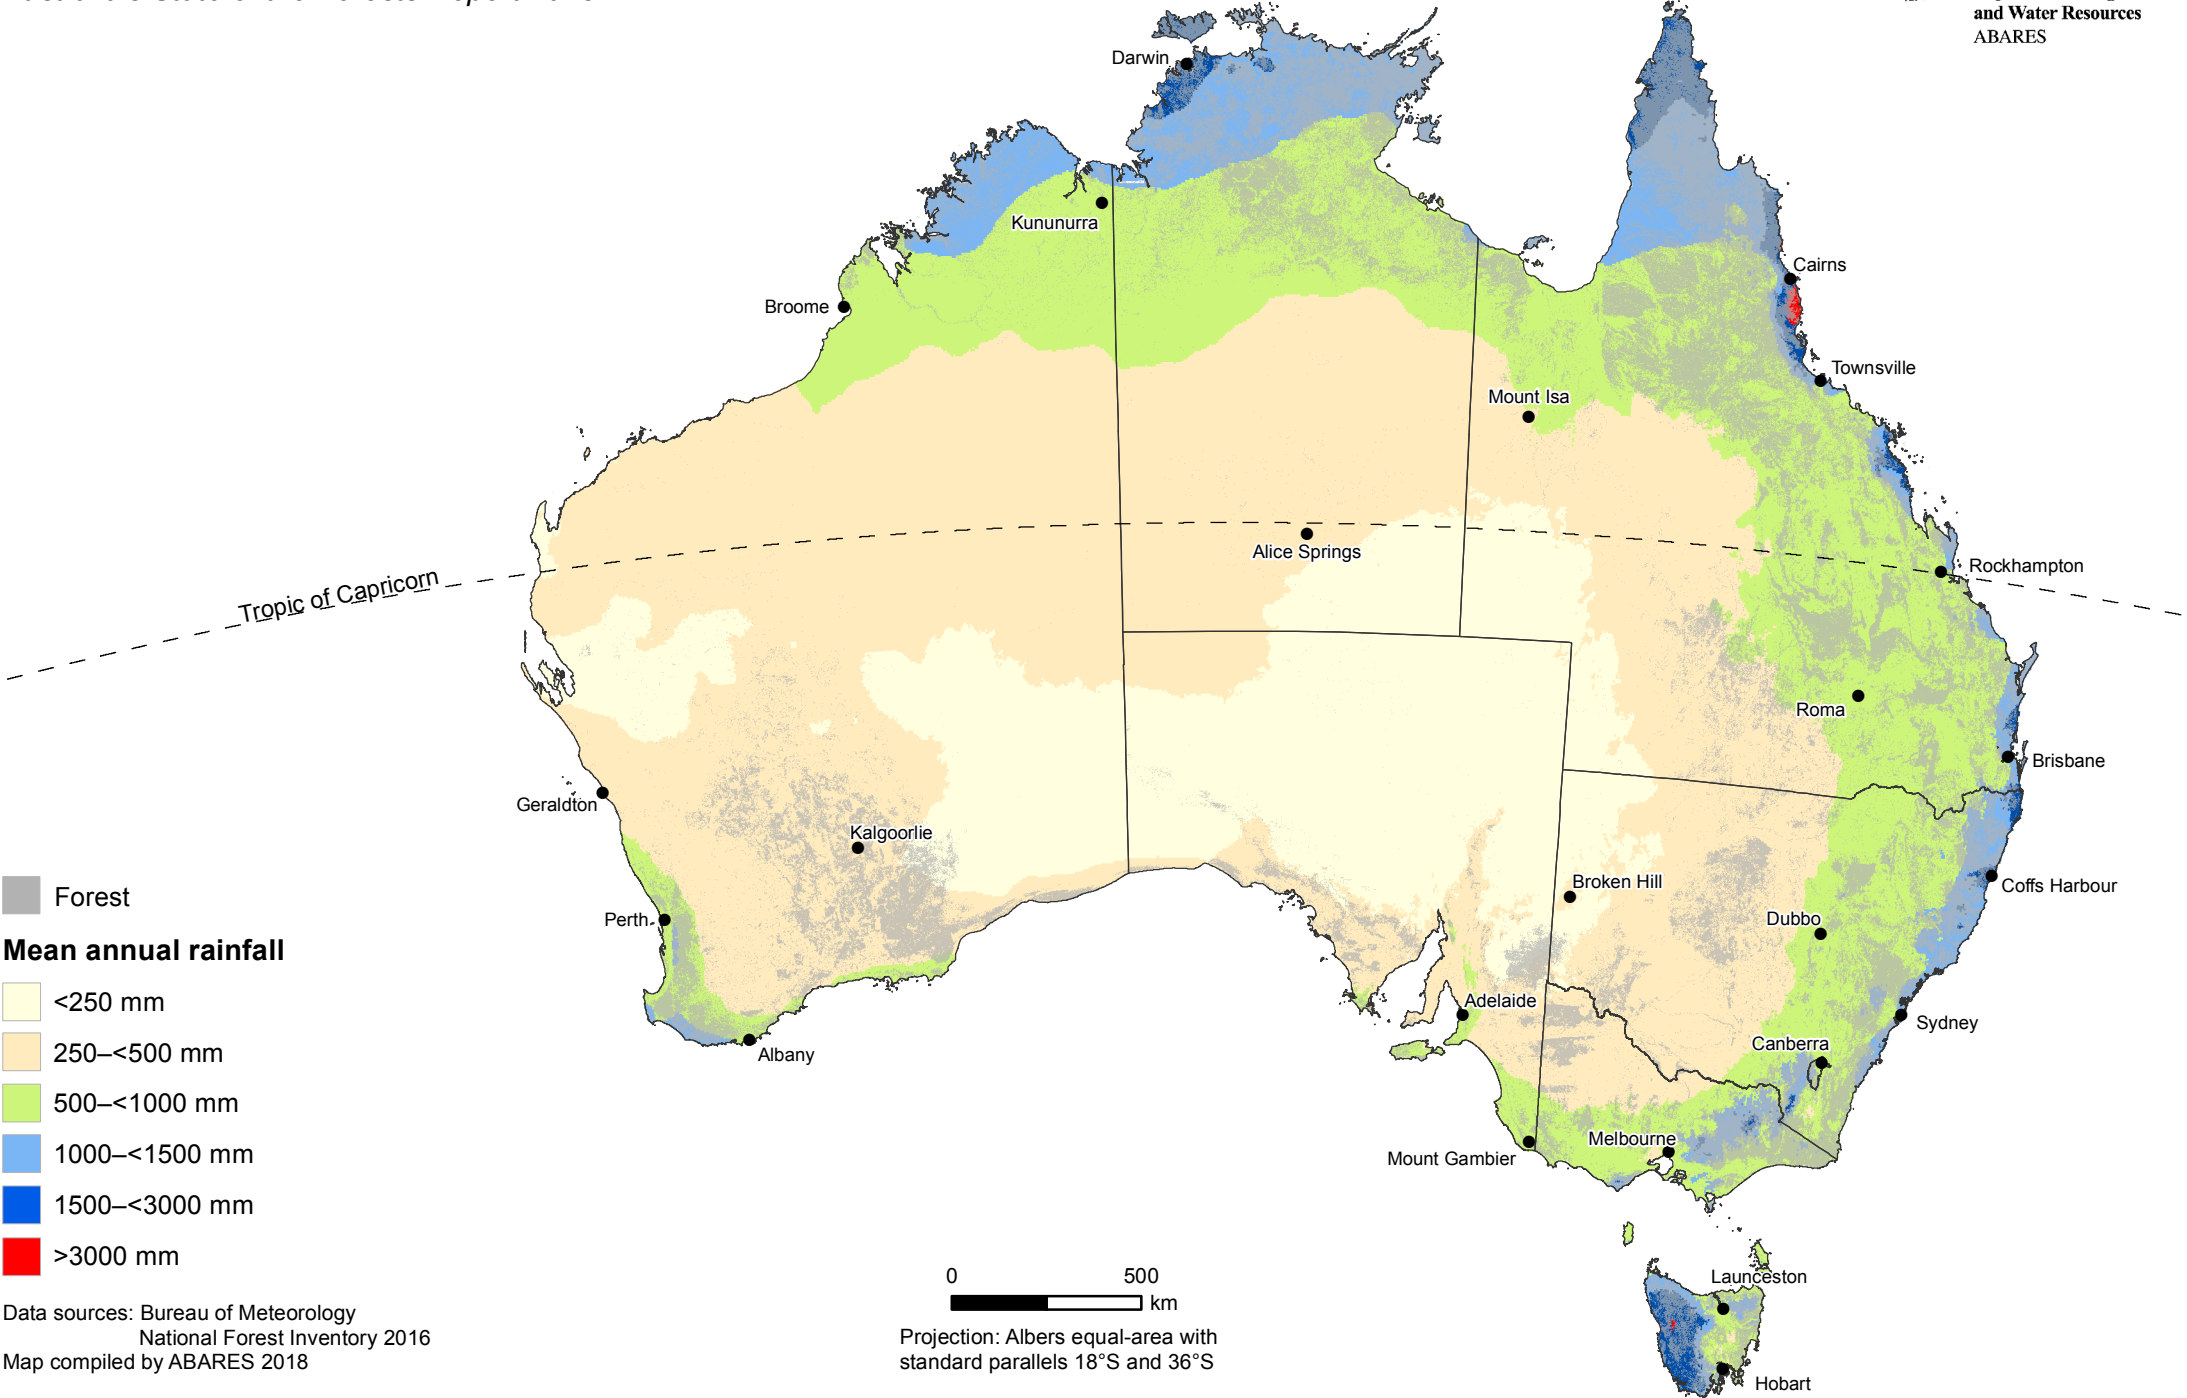 and Water Resources
ABARES
Darwin
Kununurra
Cairns
Broome
Townsville
Mount Isa
Alice Springs
Rockhampton
Tropic of Capricorn
Roma
Brisbane
Geraldton
Kalgoorlie
Broken Hill
Coffs Harbour
Perth
Dubbo
Adelaide
Sydney
Canberra
Albany
Melbourne
Mount Gambier
Launceston
Hobart
Forest
Mean annual rainfall
<250 mm
250–<500 mm
500–<1000 mm
1000–<1500 mm
1500–<3000 mm
>3000 mm
Data sources: Bureau of Meteorology
National Forest Inventory 2016
Map compiled by ABARES 2018
0 500
km
Projection: Albers equal-area with
standard parallels 18°S and 36°S